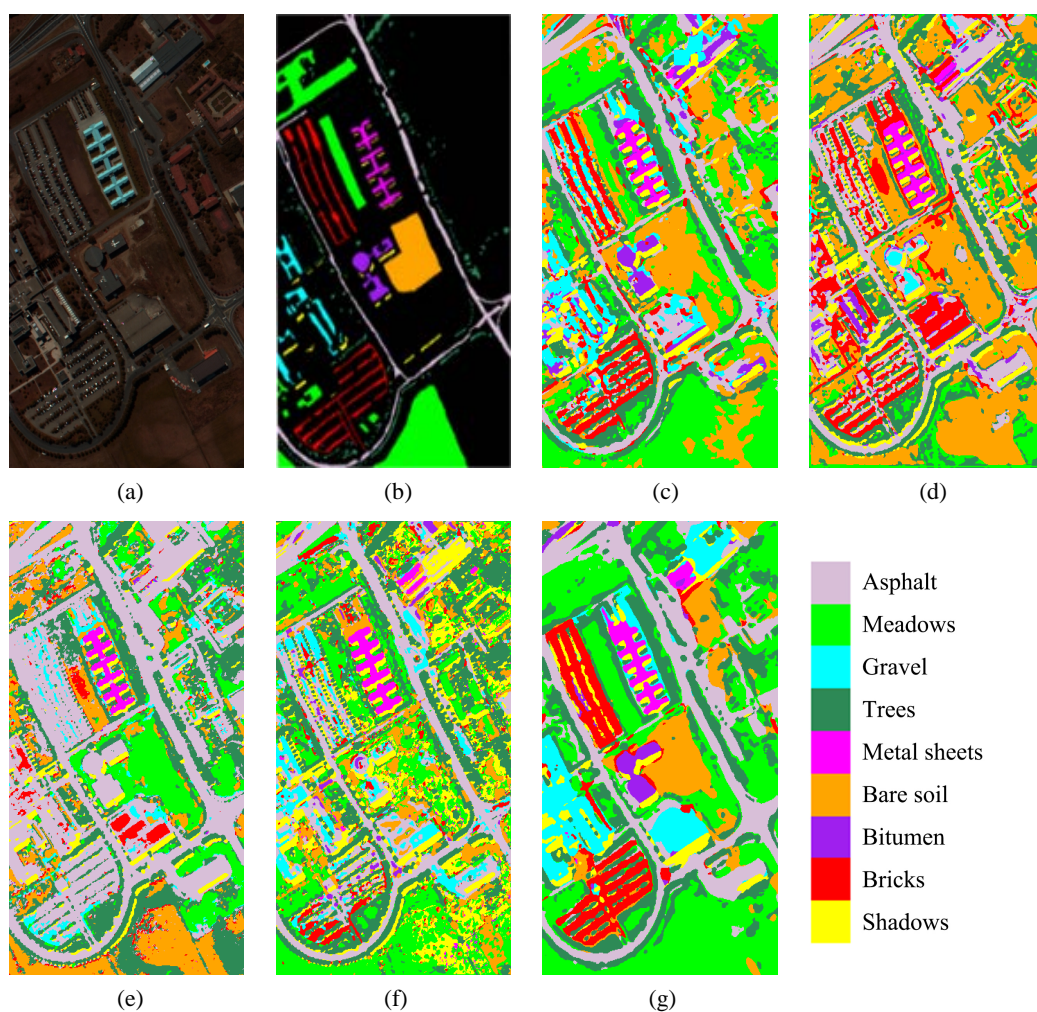 (a)
(b)
(c)
(d)
(e)
(f)
(g)
Asphalt
Meadows
Gravel
Trees
Metal sheets
Bare soil
Bitumen
Bricks
Shadows